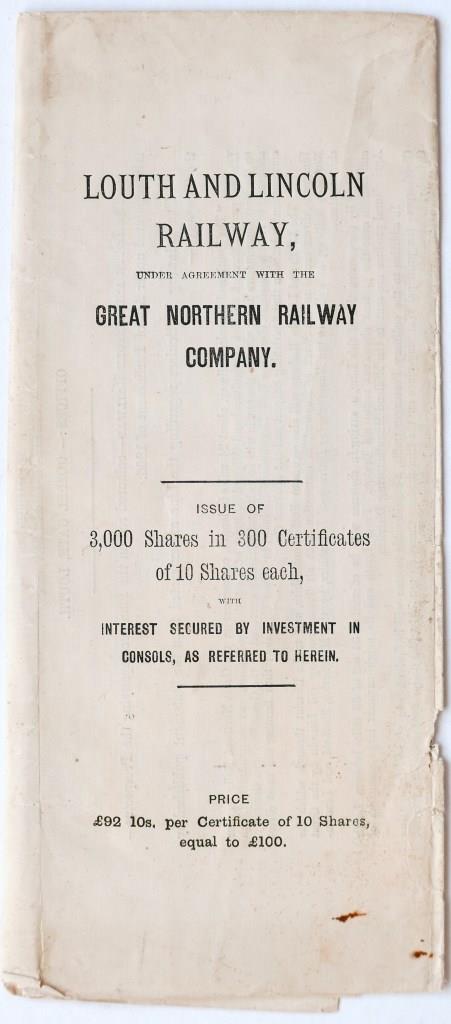 LOUTH AND LINCOLN
RAILWAY,
UNDER AGREEMENT WITH THE
GREAT NORTHERN RAILWAY
COMPANY.
ISSUE OF
3,000 Shares in 300 Certificates
of 10 Shares each,
WITH
INTEREST SECURED BY INVESTMENT IN
CONSOLS, AS REFERRED TO HEREIN.
PRICE
£92 10s. per Certificate of 10 Shares,
equal to £100.